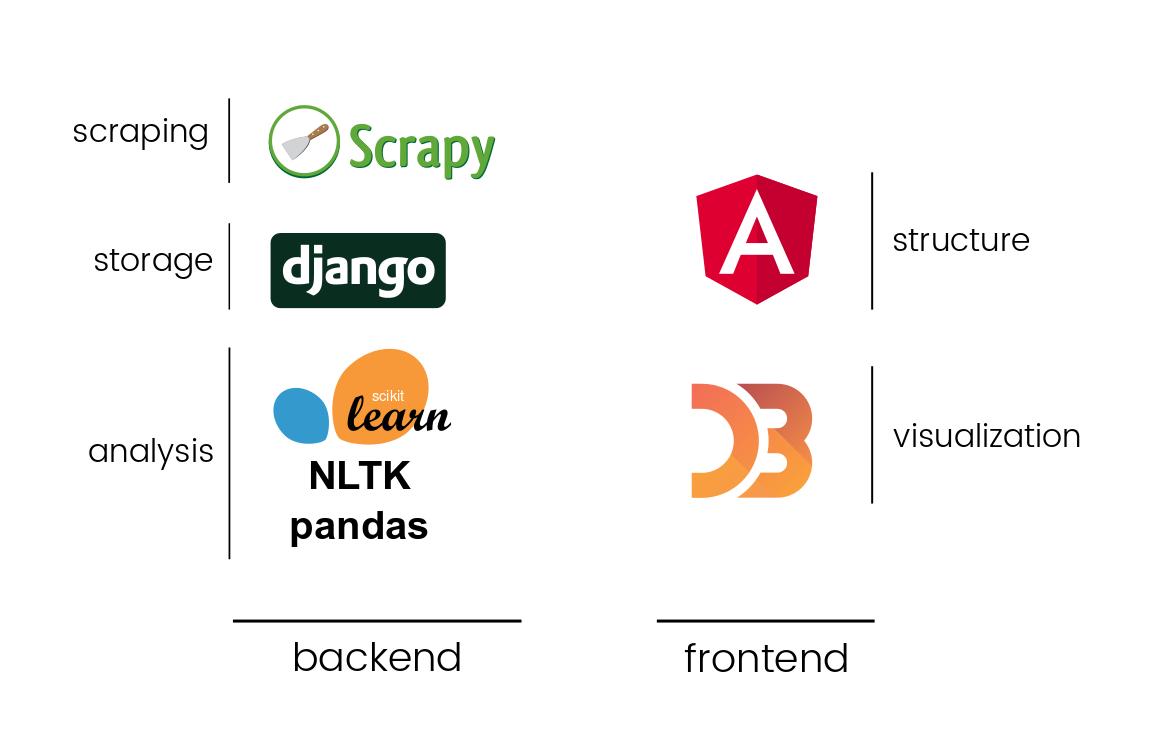 scraping
Scrapy
storage
django
analysis
scikit
learn
NLTK
pandas
backend
A
structure
D3
visualization
frontend